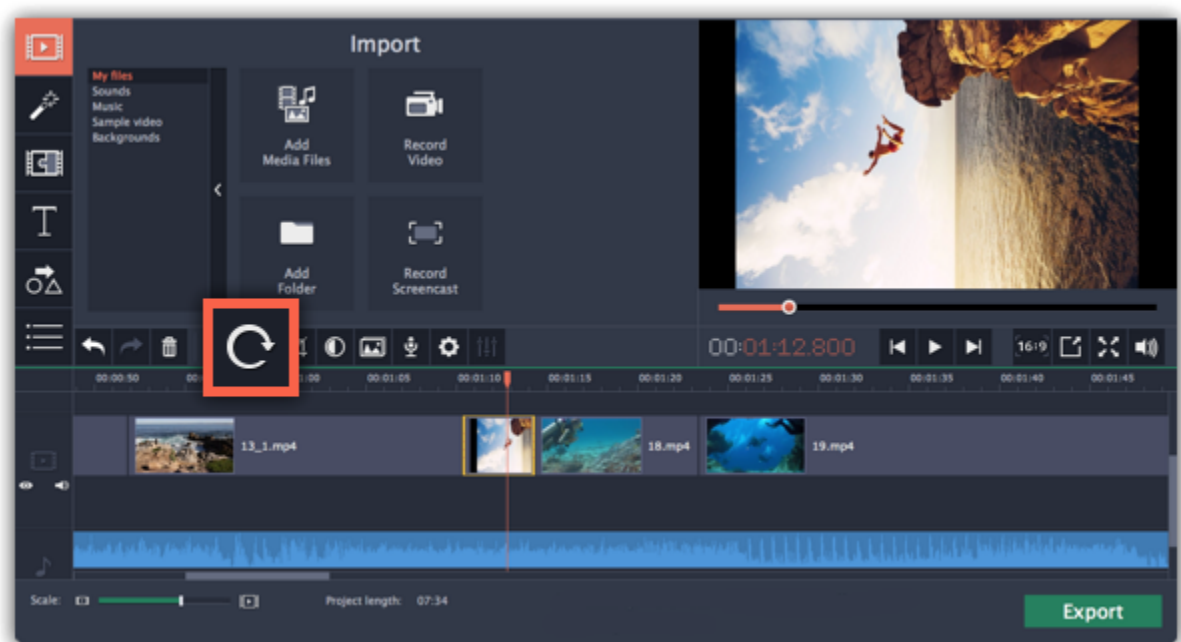 Import
My files
Sounds
Music
Sample video
Backgrounds
Add
Media Files
Record
Video
Add
Folder
Record
Screencast
T
00:01:12.800
16:9
00:00:50
00:01:05
00:01:10
00:01:15
00:01:20
00:01:25
00:01:30
00:01:35
00:01:40
00:01:45
13_1.mp4
18.mp4
19.mp4
Scale:
Project length: 07:34
Export